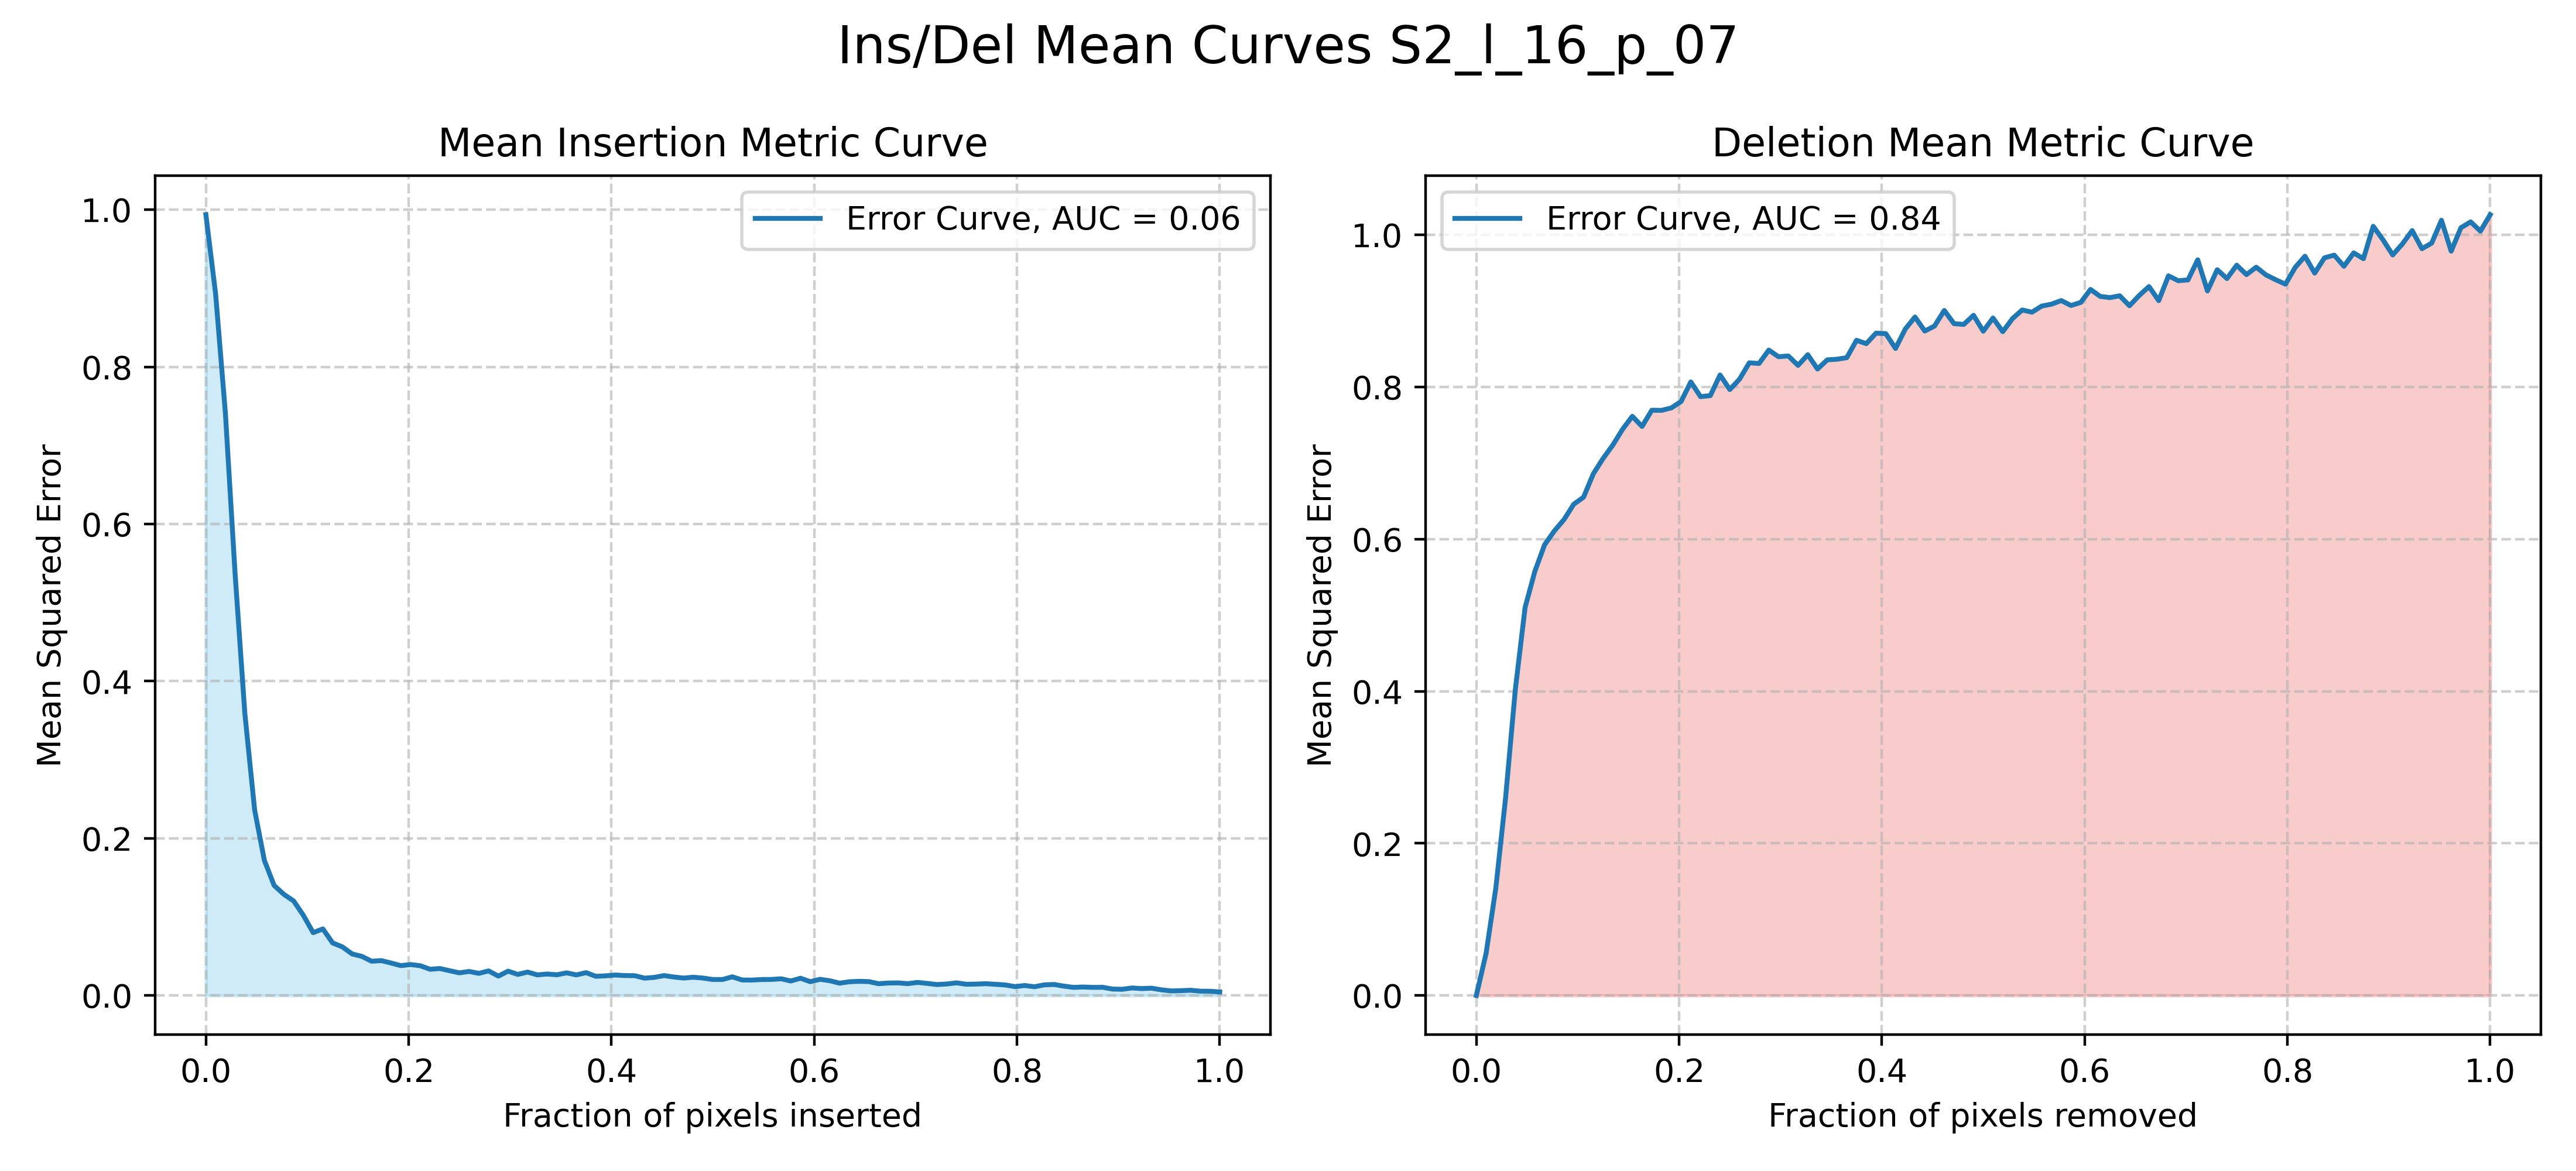 Ins/Del Mean Curves S2_l_16_p_07
Mean Insertion Metric Curve
Error Curve, AUC = 0.06
Mean Squared Error
1.0
0.8
0.6
0.4
0.2
0.0
0.0 0.2 0.4 0.6 0.8 1.0
Fraction of pixels inserted
Deletion Mean Metric Curve
Error Curve, AUC = 0.84
Mean Squared Error
1.0
0.8
0.6
0.4
0.2
0.0
0.0 0.2 0.4 0.6 0.8 1.0
Fraction of pixels removed